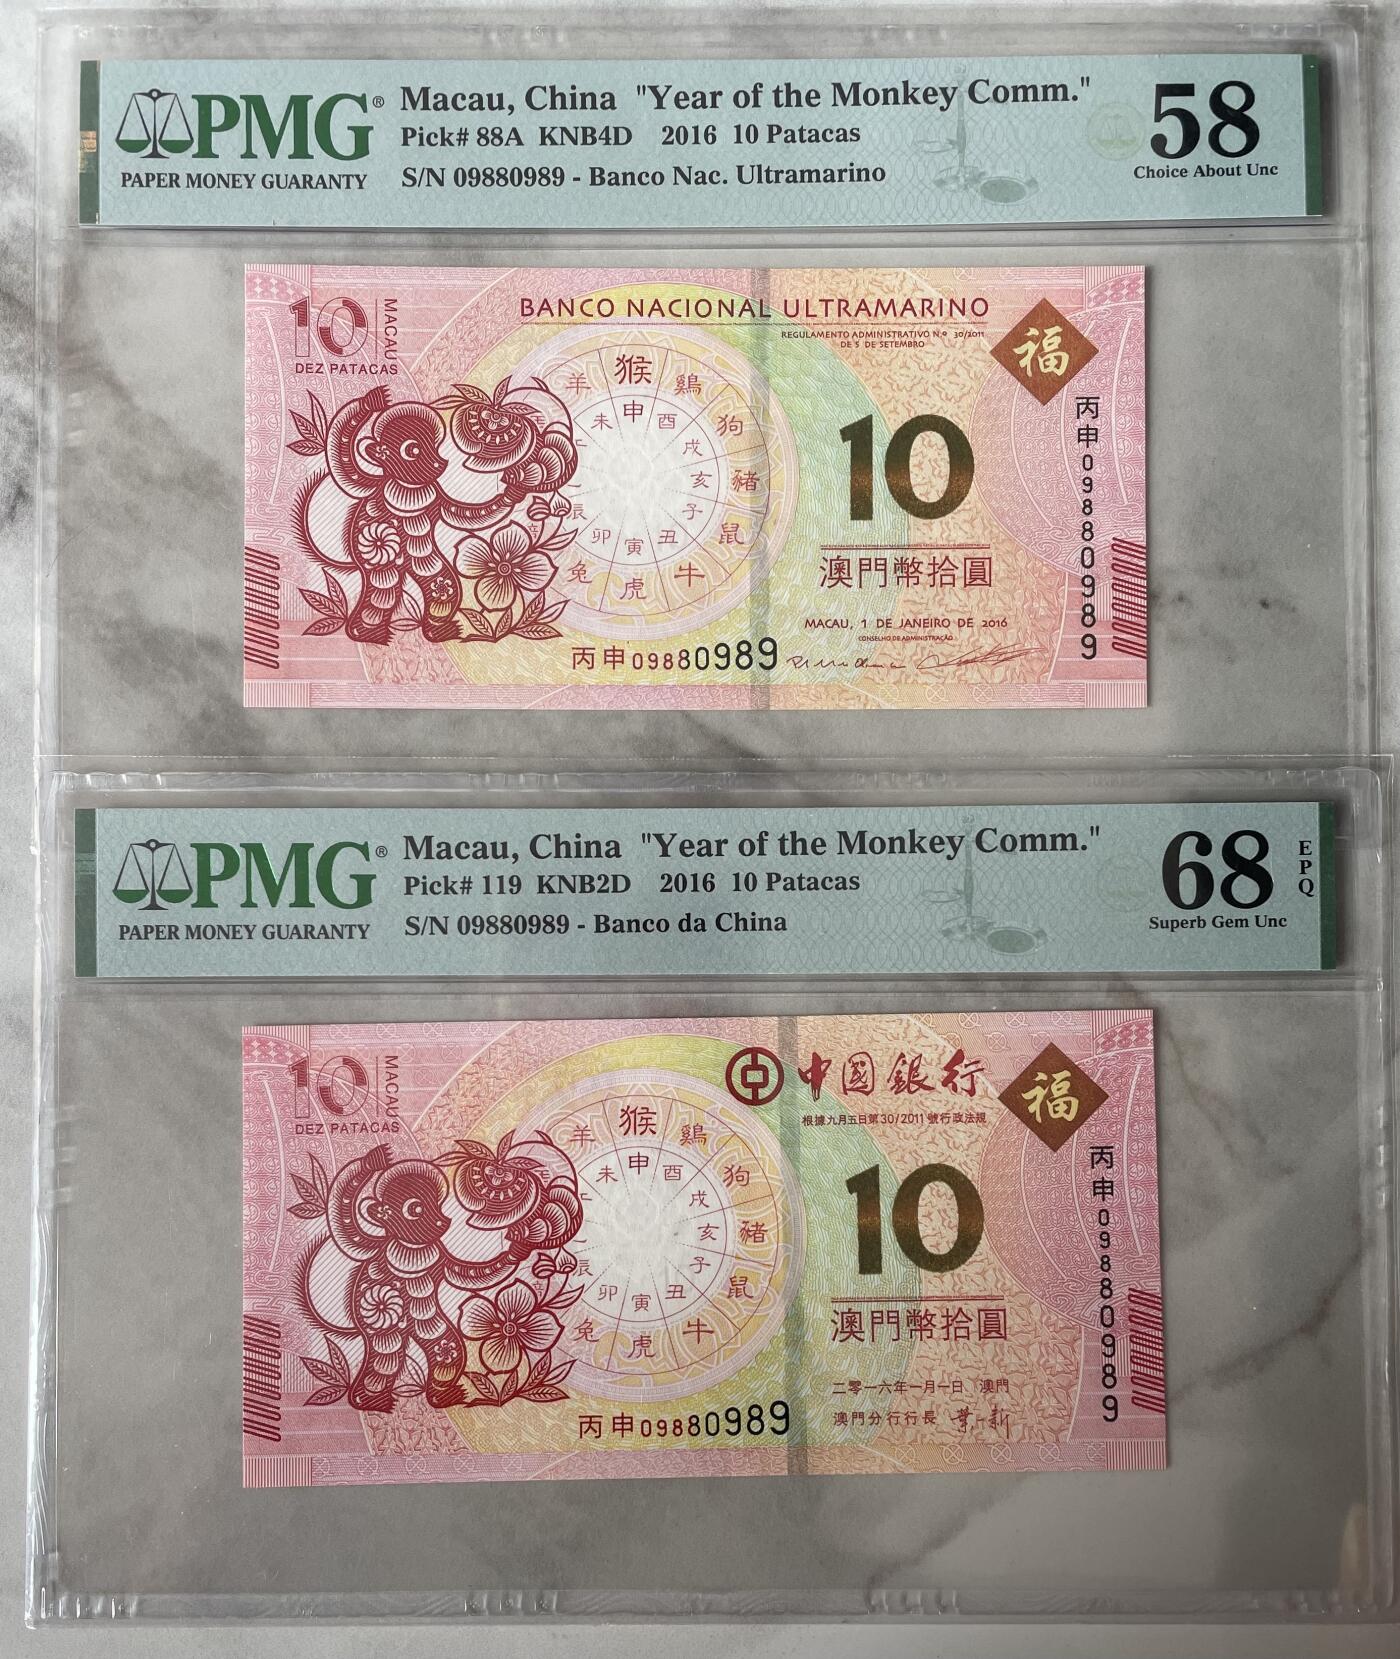 PMG®
PAPER MONEY GUARANTY
Macau, China "Year of the Monkey Comm."
Pick# 88A KNB4D 2016 10 Patacas
S/N 09880989 - Banco Nac. Ultramarino
58
Choice About Unc
10
MACAU
DEZ PATACAS
BANCO NACIONAL ULTRAMARINO
REGULAMENTO ADMINISTRATIVO N.º 30/2011
DE 5 DE SETEMBRO
福
猴
雞
狗
豬
鼠
牛
虎
兔
羊
申
酉
戌
亥
子
丑
寅
卯
辰
未
10
澳門幣拾圓
MACAU, 1 DE JANEIRO DE 2016
CONSELHO DE ADMINISTRAÇÃO
丙申09880989
丙申09880989
PMG®
PAPER MONEY GUARANTY
Macau, China "Year of the Monkey Comm."
Pick# 119 KNB2D 2016 10 Patacas
S/N 09880989 - Banco da China
68
EPQ
Superb Gem Unc
10
MACAU
DEZ PATACAS
中國銀行
根據九月五日第30/2011號行政法規
福
猴
雞
狗
豬
鼠
牛
虎
兔
羊
申
酉
戌
亥
子
丑
寅
卯
辰
未
10
澳門幣拾圓
二零一六年一月一日 澳門
澳門分行行長
丙申09880989
丙申09880989